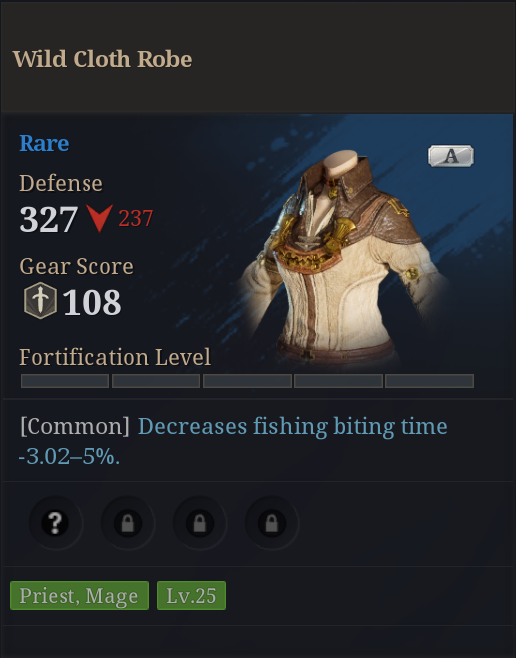 Wild Cloth Robe
Rare
A
Defense
327 237
Gear Score
108
Fortification Level
[Common] Decreases fishing biting time
-3.02–5%.
?
Priest, Mage Lv.25